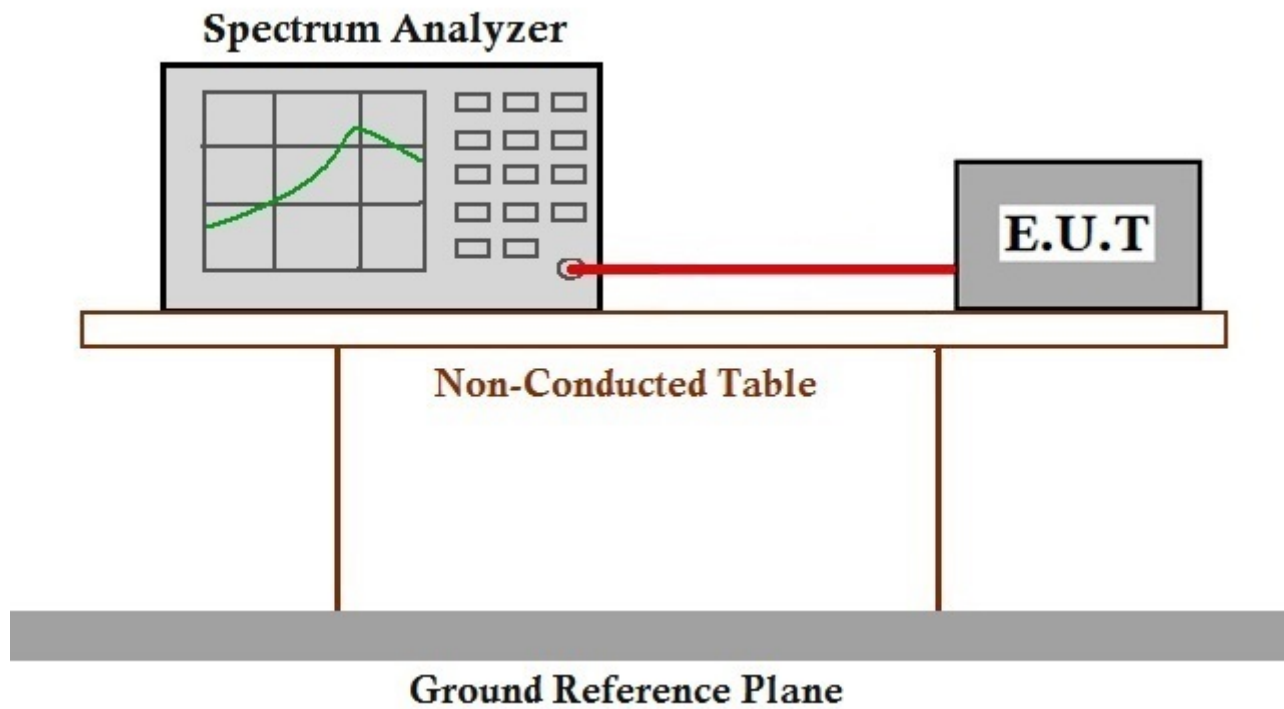 Spectrum Analyzer
E.U.T
Non-Conducted Table
Ground Reference Plane